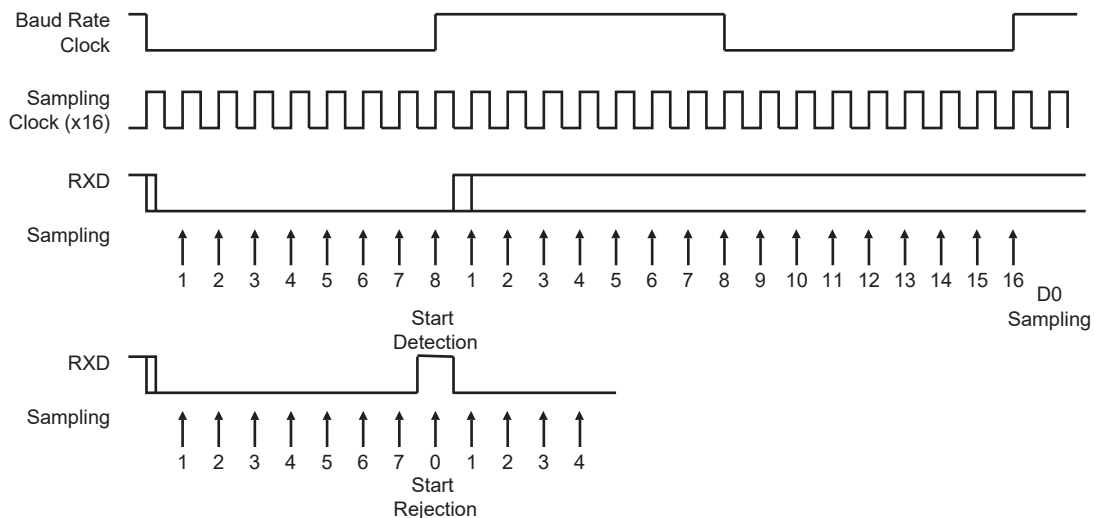 Baud Rate
Clock
Sampling
Clock (x16)
RXD
Sampling
1 2 3 4 5 6 7 8 1 2 3 4 5 6 7 8 9 10 11 12 13 14 15 16
D0
Sampling
Start
Detection
RXD
Sampling
1 2 3 4 5 6 7 0 1 2 3 4
Start
Rejection